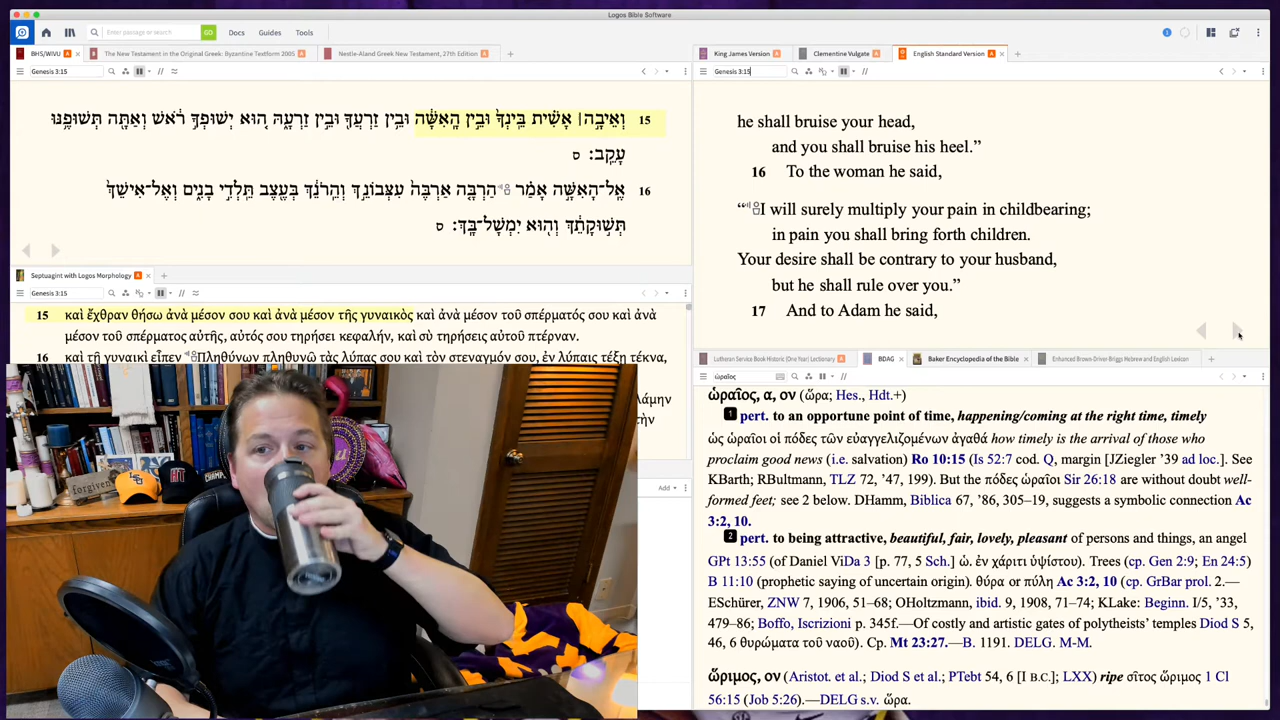 Logos Bible Software
Enter passage or search GO Docs Guides Tools
BHS/WIVU A The New Testament in the Original Greek: Byzantine Textform 2005 A Nestle-Aland Greek New Testament, 27th Edition A
Genesis 3:15
15 וְאֵיבָ֣ה׀ אָשִׁ֗ית בֵּֽינְךָ֙ וּבֵ֣ין הָֽאִשָּׁ֔ה וּבֵ֥ין זַרְעֲךָ֖ וּבֵ֣ין זַרְעָ֑הּ ה֚וּא יְשׁוּפְךָ֣ רֹ֔אשׁ וְאַתָּ֖ה תְּשׁוּפֶ֥נּוּ
עָקֵֽב׃ ס
16 אֶֽל־הָאִשָּׁ֣ה אָמַ֗ר הַרְבָּ֤ה אַרְבֶּה֙ עִצְּבוֹנֵ֣ךְ וְהֵֽרֹנֵ֔ךְ בְּעֶ֖צֶב תֵּֽלְדִ֣י בָנִ֑ים וְאֶל־אִישֵׁךְ֙
תְּשׁ֣וּקָתֵ֔ךְ וְה֖וּא יִמְשָׁל־בָּֽךְ׃ ס
Septuagint with Logos Morphology A
Genesis 3:15
15 καὶ ἔχθραν θήσω ἀνὰ μέσον σου καὶ ἀνὰ μέσον τῆς γυναικὸς καὶ ἀνὰ μέσον τοῦ σπέρματός σου καὶ ἀνὰ
μέσον τοῦ σπέρματος αὐτῆς, αὐτός σου τηρήσει κεφαλήν, καὶ σὺ τηρήσεις αὐτοῦ πτέρναν.
16 καὶ τῇ γυναικὶ εἶπεν Πληθύνων πληθυνῶ τὰς λύπας σου καὶ τὸν στεναγμόν σου, ἐν λύπαις τέξῃ τέκνα,
Add
King James Version A Clementine Vulgate A English Standard Version A
Genesis 3:15
he shall bruise your head,
and you shall bruise his heel.”
16 To the woman he said,
“I will surely multiply your pain in childbearing;
in pain you shall bring forth children.
Your desire shall be contrary to your husband,
but he shall rule over you.”
17 And to Adam he said,
Lutheran Service Book Historic (One Year) Lectionary A BDAG Baker Encyclopedia of the Bible A Enhanced Brown-Driver-Briggs Hebrew and English Lexicon
ὡραῖος
ὡραῖος, α, ον (ὥρα; Hes., Hdt.+)
1 pert. to an opportune point of time, happening/coming at the right time, timely
ὡς ὡραῖοι οἱ πόδες τῶν εὐαγγελιζομένων ἀγαθά how timely is the arrival of those who
proclaim good news (i.e. salvation) Ro 10:15 (Is 52:7 cod. Q, margin [JZiegler ’39 ad loc.]. See
KBarth; RBultmann, TLZ 72, ’47, 199). But the πόδες ὡραῖοι Sir 26:18 are without doubt well-
formed feet; see 2 below. DHamm, Biblica 67, ’86, 305–19, suggests a symbolic connection Ac
3:2, 10.
2 pert. to being attractive, beautiful, fair, lovely, pleasant of persons and things, an angel
GPt 13:55 (of Daniel ViDa 3 [p. 77, 5 Sch.] ὡ. ἐν χάριτι ὑψίστου). Trees (cp. Gen 2:9; En 24:5)
B 11:10 (prophetic saying of uncertain origin). θύρα or πύλη Ac 3:2, 10 (cp. GrBar prol. 2.—
ESchürer, ZNW 7, 1906, 51–68; OHoltzmann, ibid. 9, 1908, 71–74; KLake: Beginn. I/5, ’33,
479–86; Boffo, Iscrizioni p. 345f.—Of costly and artistic gates of polytheists’ temples Diod S 5,
46, 6 θυρώματα τοῦ ναοῦ). Cp. Mt 23:27.—B. 1191. DELG. M-M.
ὥριμος, ον (Aristot. et al.; Diod S et al.; PTebt 54, 6 [I B.C.]; LXX) ripe σῖτος ὥριμος 1 Cl
56:15 (Job 5:26).—DELG s.v. ὥρα.
Forgiven